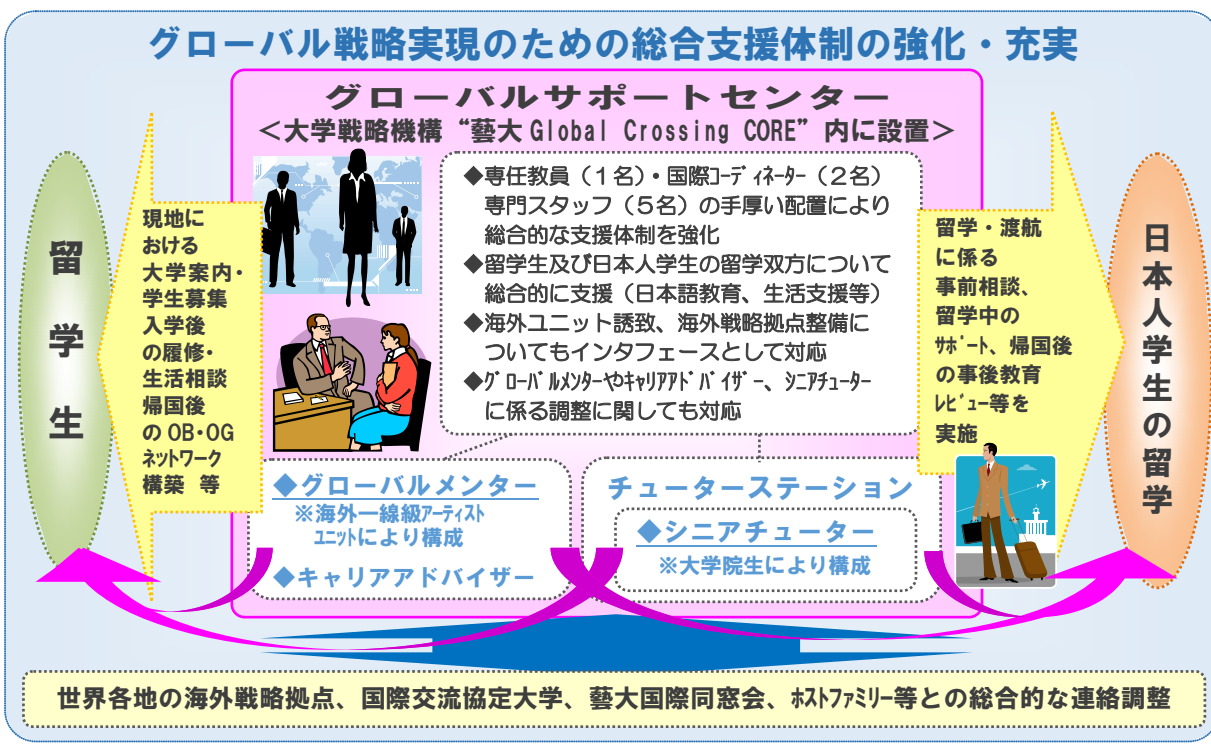 グローバル戦略実現のための総合支援体制の強化・充実
グローバルサポートセンター
＜大学戦略機構“藝大 Global Crossing CORE”内に設置＞
留学生
現地に
おける
大学案内・
学生募集
入学後
の履修・
生活相談
帰国後
の OB・OG
ネットワーク
構築 等
◆専任教員（１名）・国際ｺｰﾃﾞｨﾈｰﾀｰ（２名）
専門スタッフ（５名）の手厚い配置により
総合的な支援体制を強化
◆留学生及び日本人学生の留学双方について
総合的に支援（日本語教育、生活支援等）
◆海外ユニット誘致、海外戦略拠点整備に
ついてもインタフェースとして対応
◆ｸﾞﾛｰﾊﾞﾙﾒﾝﾀｰやｷｬﾘｱｱﾄﾞﾊﾞｲｻﾞｰ、ｼﾆｱﾁｭｰﾀｰ
に係る調整に関しても対応
留学・渡航
に係る
事前相談、
留学中の
ｻﾎﾟｰﾄ、帰国後
の事後教育
ﾚﾋﾞｭｰ等を
実施
日本人学生の留学
◆グローバルメンター
※海外一線級ｱｰﾃｨｽﾄ
ﾕﾆｯﾄにより構成
◆キャリアアドバイザー
チューターステーション
◆シニアチューター
※大学院生により構成
世界各地の海外戦略拠点、国際交流協定大学、藝大国際同窓会、ﾎｽﾄﾌｧﾐﾘｰ等との総合的な連絡調整